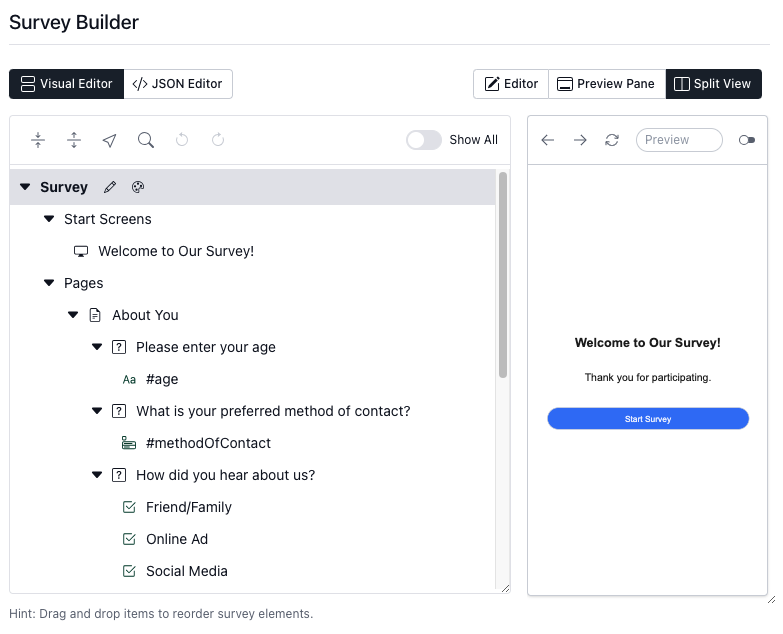 Survey Builder
Visual Editor
JSON Editor
Editor
Preview Pane
Split View
Show All
Preview
Survey
Start Screens
Welcome to Our Survey!
Pages
About You
Please enter your age
Aa #age
What is your preferred method of contact?
#methodOfContact
How did you hear about us?
Friend/Family
Online Ad
Social Media
Welcome to Our Survey!
Thank you for participating.
Start Survey
Hint: Drag and drop items to reorder survey elements.